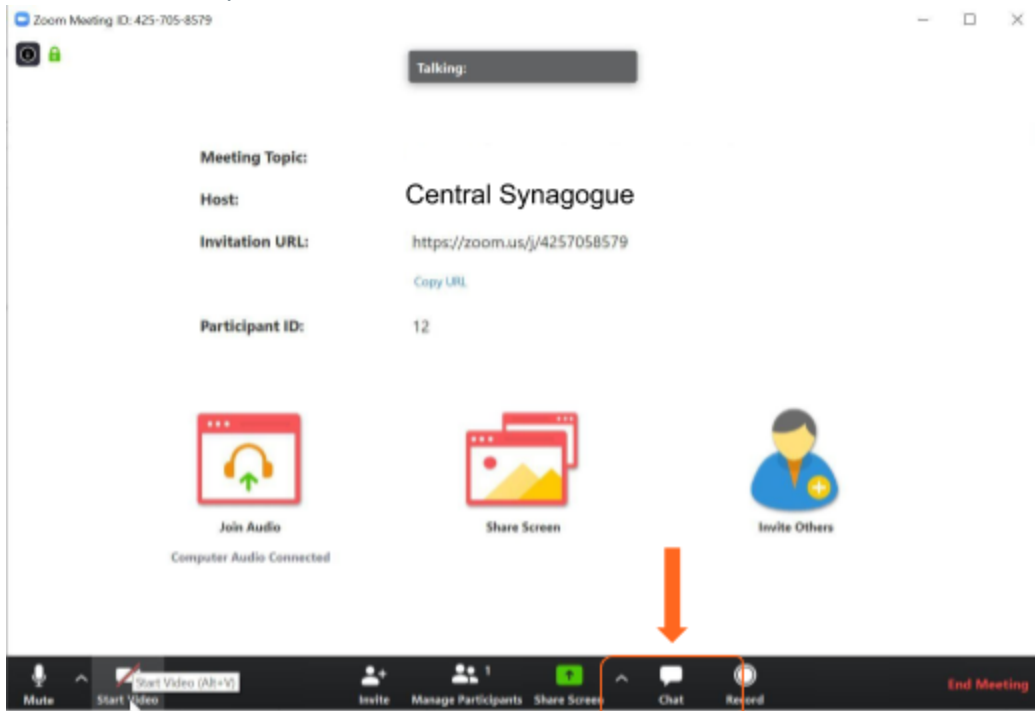 Zoom Meeting ID: 425-705-8579
Talking:
Meeting Topic:
Host: Central Synagogue
Invitation URL: https://zoom.us/j/4257058579
Copy URL
Participant ID: 12
Join Audio Share Screen Invite Others
Computer Audio Connected
Start Video (Alt+V) 1
Mute Start Video Invite Manage Participants Share Screen Chat Record End Meeting